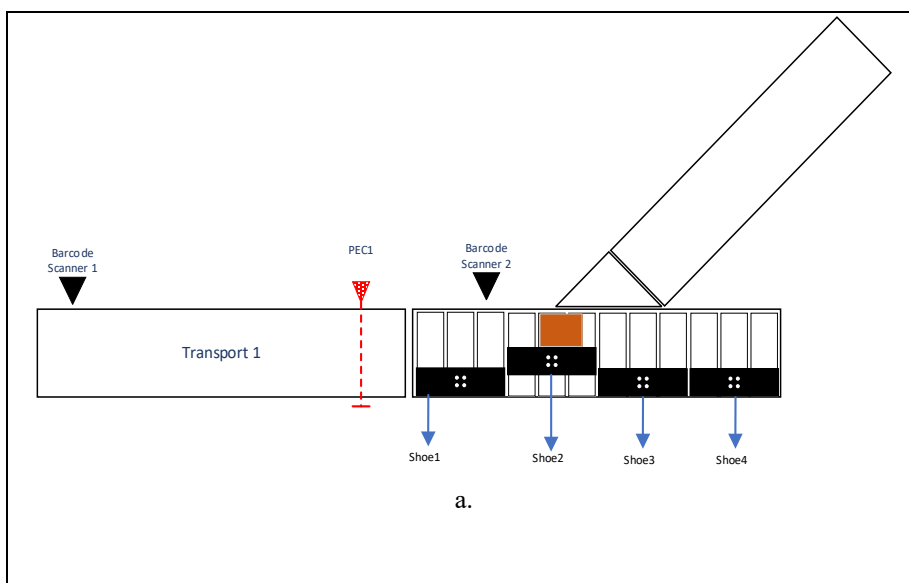 Barcode
Scanner 1
PEC1
Barcode
Scanner 2
Transport 1
Shoe1
Shoe2
Shoe3
Shoe4
a.